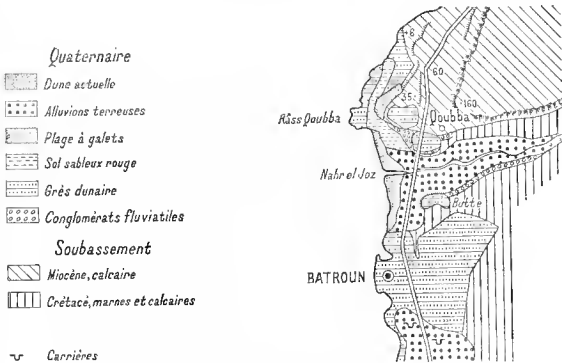 Quaternaire
Dune actuelle
Alluvions terreuses
Plage à galets
Sol sableux rouge
Grès dunaire
Conglomérats fluviatiles
Soubassement
Miocène, calcaire
Crétacé, marnes et calcaires
Carrières
+6
60
35
160
Râss Qoubba
Qoubba
Nahr el Joz
Butte
BATROUN